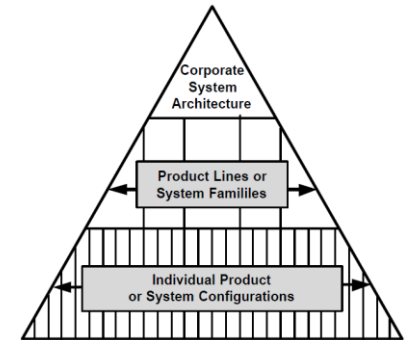 Corporate
System
Architecture
Product Lines or
System Famililes
Individual Product
or System Configurations